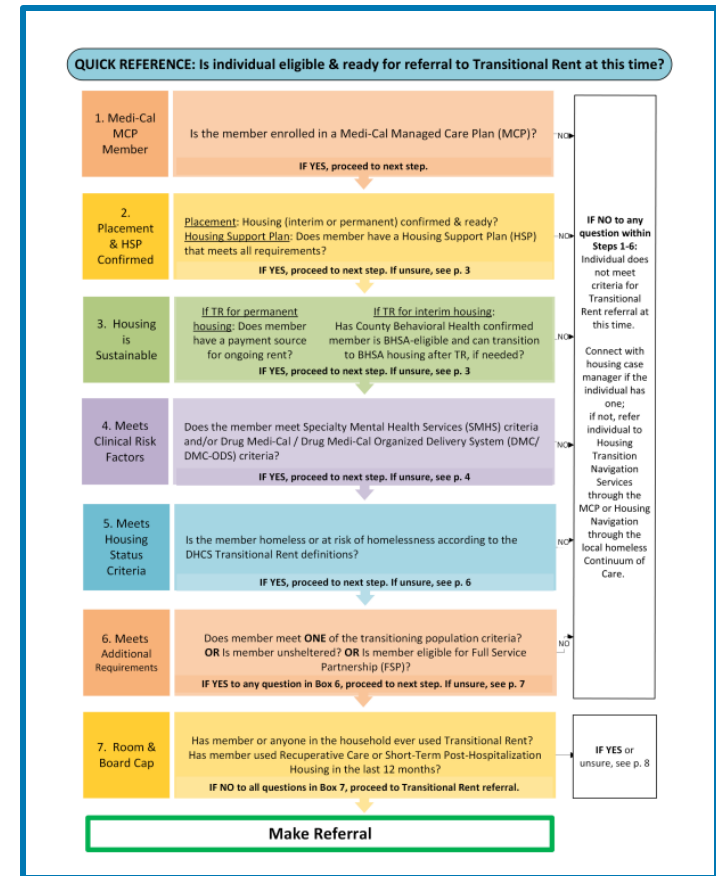 QUICK REFERENCE: Is individual eligible & ready for referral to Transitional Rent at this time?
1. Medi-Cal
MCP
Member
Is the member enrolled in a Medi-Cal Managed Care Plan (MCP)?
IF YES, proceed to next step.
NO
2.
Placement
& HSP
Confirmed
Placement: Housing (interim or permanent) confirmed & ready?
Housing Support Plan: Does member have a Housing Support Plan (HSP)
that meets all requirements?
IF YES, proceed to next step. If unsure, see p. 3
NO
3. Housing
is
Sustainable
If TR for permanent
housing: Does member
have a payment source
for ongoing rent?
If TR for interim housing:
Has County Behavioral Health confirmed
member is BHSA-eligible and can transition
to BHSA housing after TR, if needed?
IF YES, proceed to next step. If unsure, see p. 3
NO
4. Meets
Clinical Risk
Factors
Does the member meet Specialty Mental Health Services (SMHS) criteria
and/or Drug Medi-Cal / Drug Medi-Cal Organized Delivery System (DMC/
DMC-ODS) criteria?
IF YES, proceed to next step. If unsure, see p. 4
NO
5. Meets
Housing
Status
Criteria
Is the member homeless or at risk of homelessness according to the
DHCS Transitional Rent definitions?
IF YES, proceed to next step. If unsure, see p. 6
NO
6. Meets
Additional
Requirements
Does member meet ONE of the transitioning population criteria?
OR Is member unsheltered? OR Is member eligible for Full Service
Partnership (FSP)?
IF YES to any question in Box 6, proceed to next step. If unsure, see p. 7
NO
IF NO to any
question within
Steps 1-6:
Individual does
not meet
criteria for
Transitional
Rent referral at
this time.
Connect with
housing case
manager if the
individual has
one;
if not, refer
individual to
Housing
Transition
Navigation
Services
through the
MCP or Housing
Navigation
through the
local homeless
Continuum of
Care.
7. Room &
Board Cap
Has member or anyone in the household ever used Transitional Rent?
Has member used Recuperative Care or Short-Term Post-Hospitalization
Housing in the last 12 months?
IF NO to all questions in Box 7, proceed to Transitional Rent referral.
IF YES or
unsure, see p. 8
Make Referral